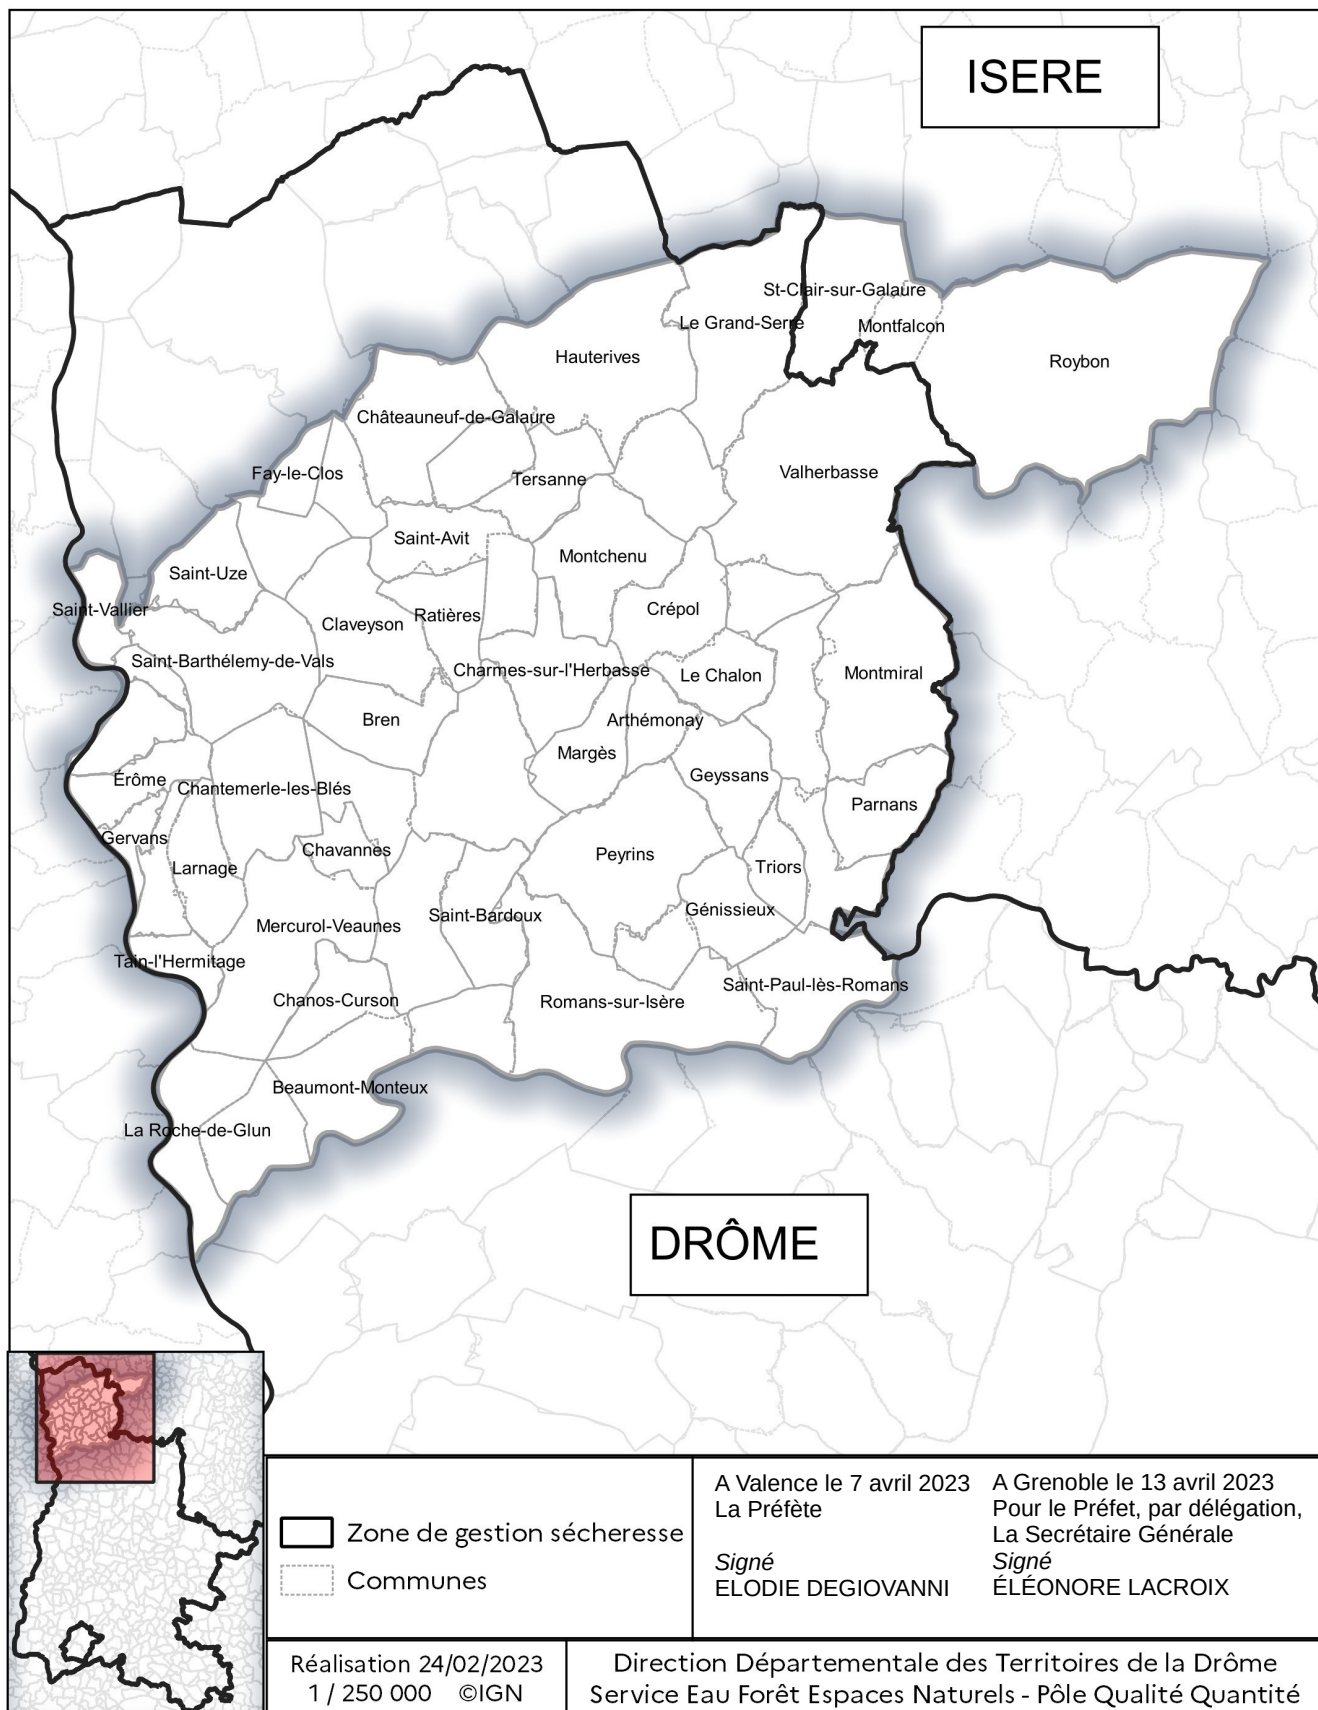 ISERE
St-Clair-sur-Galaure
Le Grand-Serre
Montfalcon
Hauterives
Roybon
Châteauneuf-de-Galaure
Fay-le-Clos
Tersanne
Valherbasse
Saint-Avit
Montchenu
Saint-Uze
Saint-Vallier
Claveyson
Ratières
Crépol
Saint-Barthélemy-de-Vals
Charmes-sur-l'Herbasse
Le Chalon
Montmiral
Bren
Arthémonay
Margès
Érôme
Chantemerle-les-Blés
Geyssans
Parnans
Gervans
Larnage
Chavannes
Peyrins
Triors
Mercurol-Veaunes
Saint-Bardoux
Génissieux
Tain-l'Hermitage
Chanos-Curson
Romans-sur-Isère
Saint-Paul-lès-Romans
Beaumont-Monteux
La Roche-de-Glun
DRÔME
Zone de gestion sécheresse
Communes
A Valence le 7 avril 2023
La Préfète
Signé
ELODIE DEGIOVANNI
A Grenoble le 13 avril 2023
Pour le Préfet, par délégation,
La Secrétaire Générale
Signé
ÉLÉONORE LACROIX
Réalisation 24/02/2023
1 / 250 000 ©IGN
Direction Départementale des Territoires de la Drôme
Service Eau Forêt Espaces Naturels - Pôle Qualité Quantité